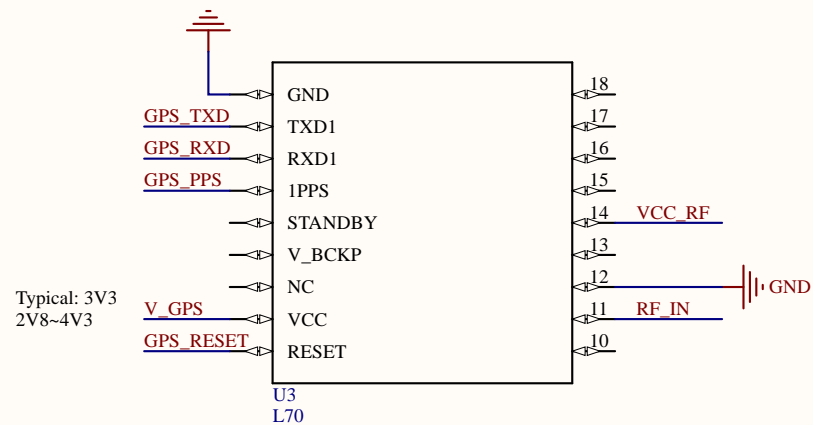 GND
18
GPS_TXD
TXD1
17
GPS_RXD
RXD1
16
GPS_PPS
1PPS
15
STANDBY
14
VCC_RF
V_BCKP
13
NC
12
GND
Typical: 3V3
2V8~4V3
V_GPS
VCC
11
RF_IN
GPS_RESET
RESET
10
U3
L70